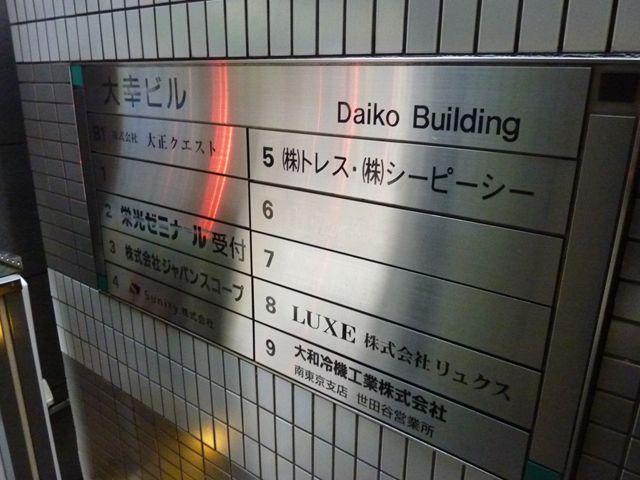 大幸ビル
Daiko Building
B1 株式会社 大正クエスト
1
2 栄光ゼミナール 受付
3 株式会社ジャパンスコープ
4 Sunity 株式会社
5 (株)トレス・(株)シーピーシー
6
7
8 LUXE 株式会社 リュクス
9 大和冷機工業株式会社
南東京支店 世田谷営業所